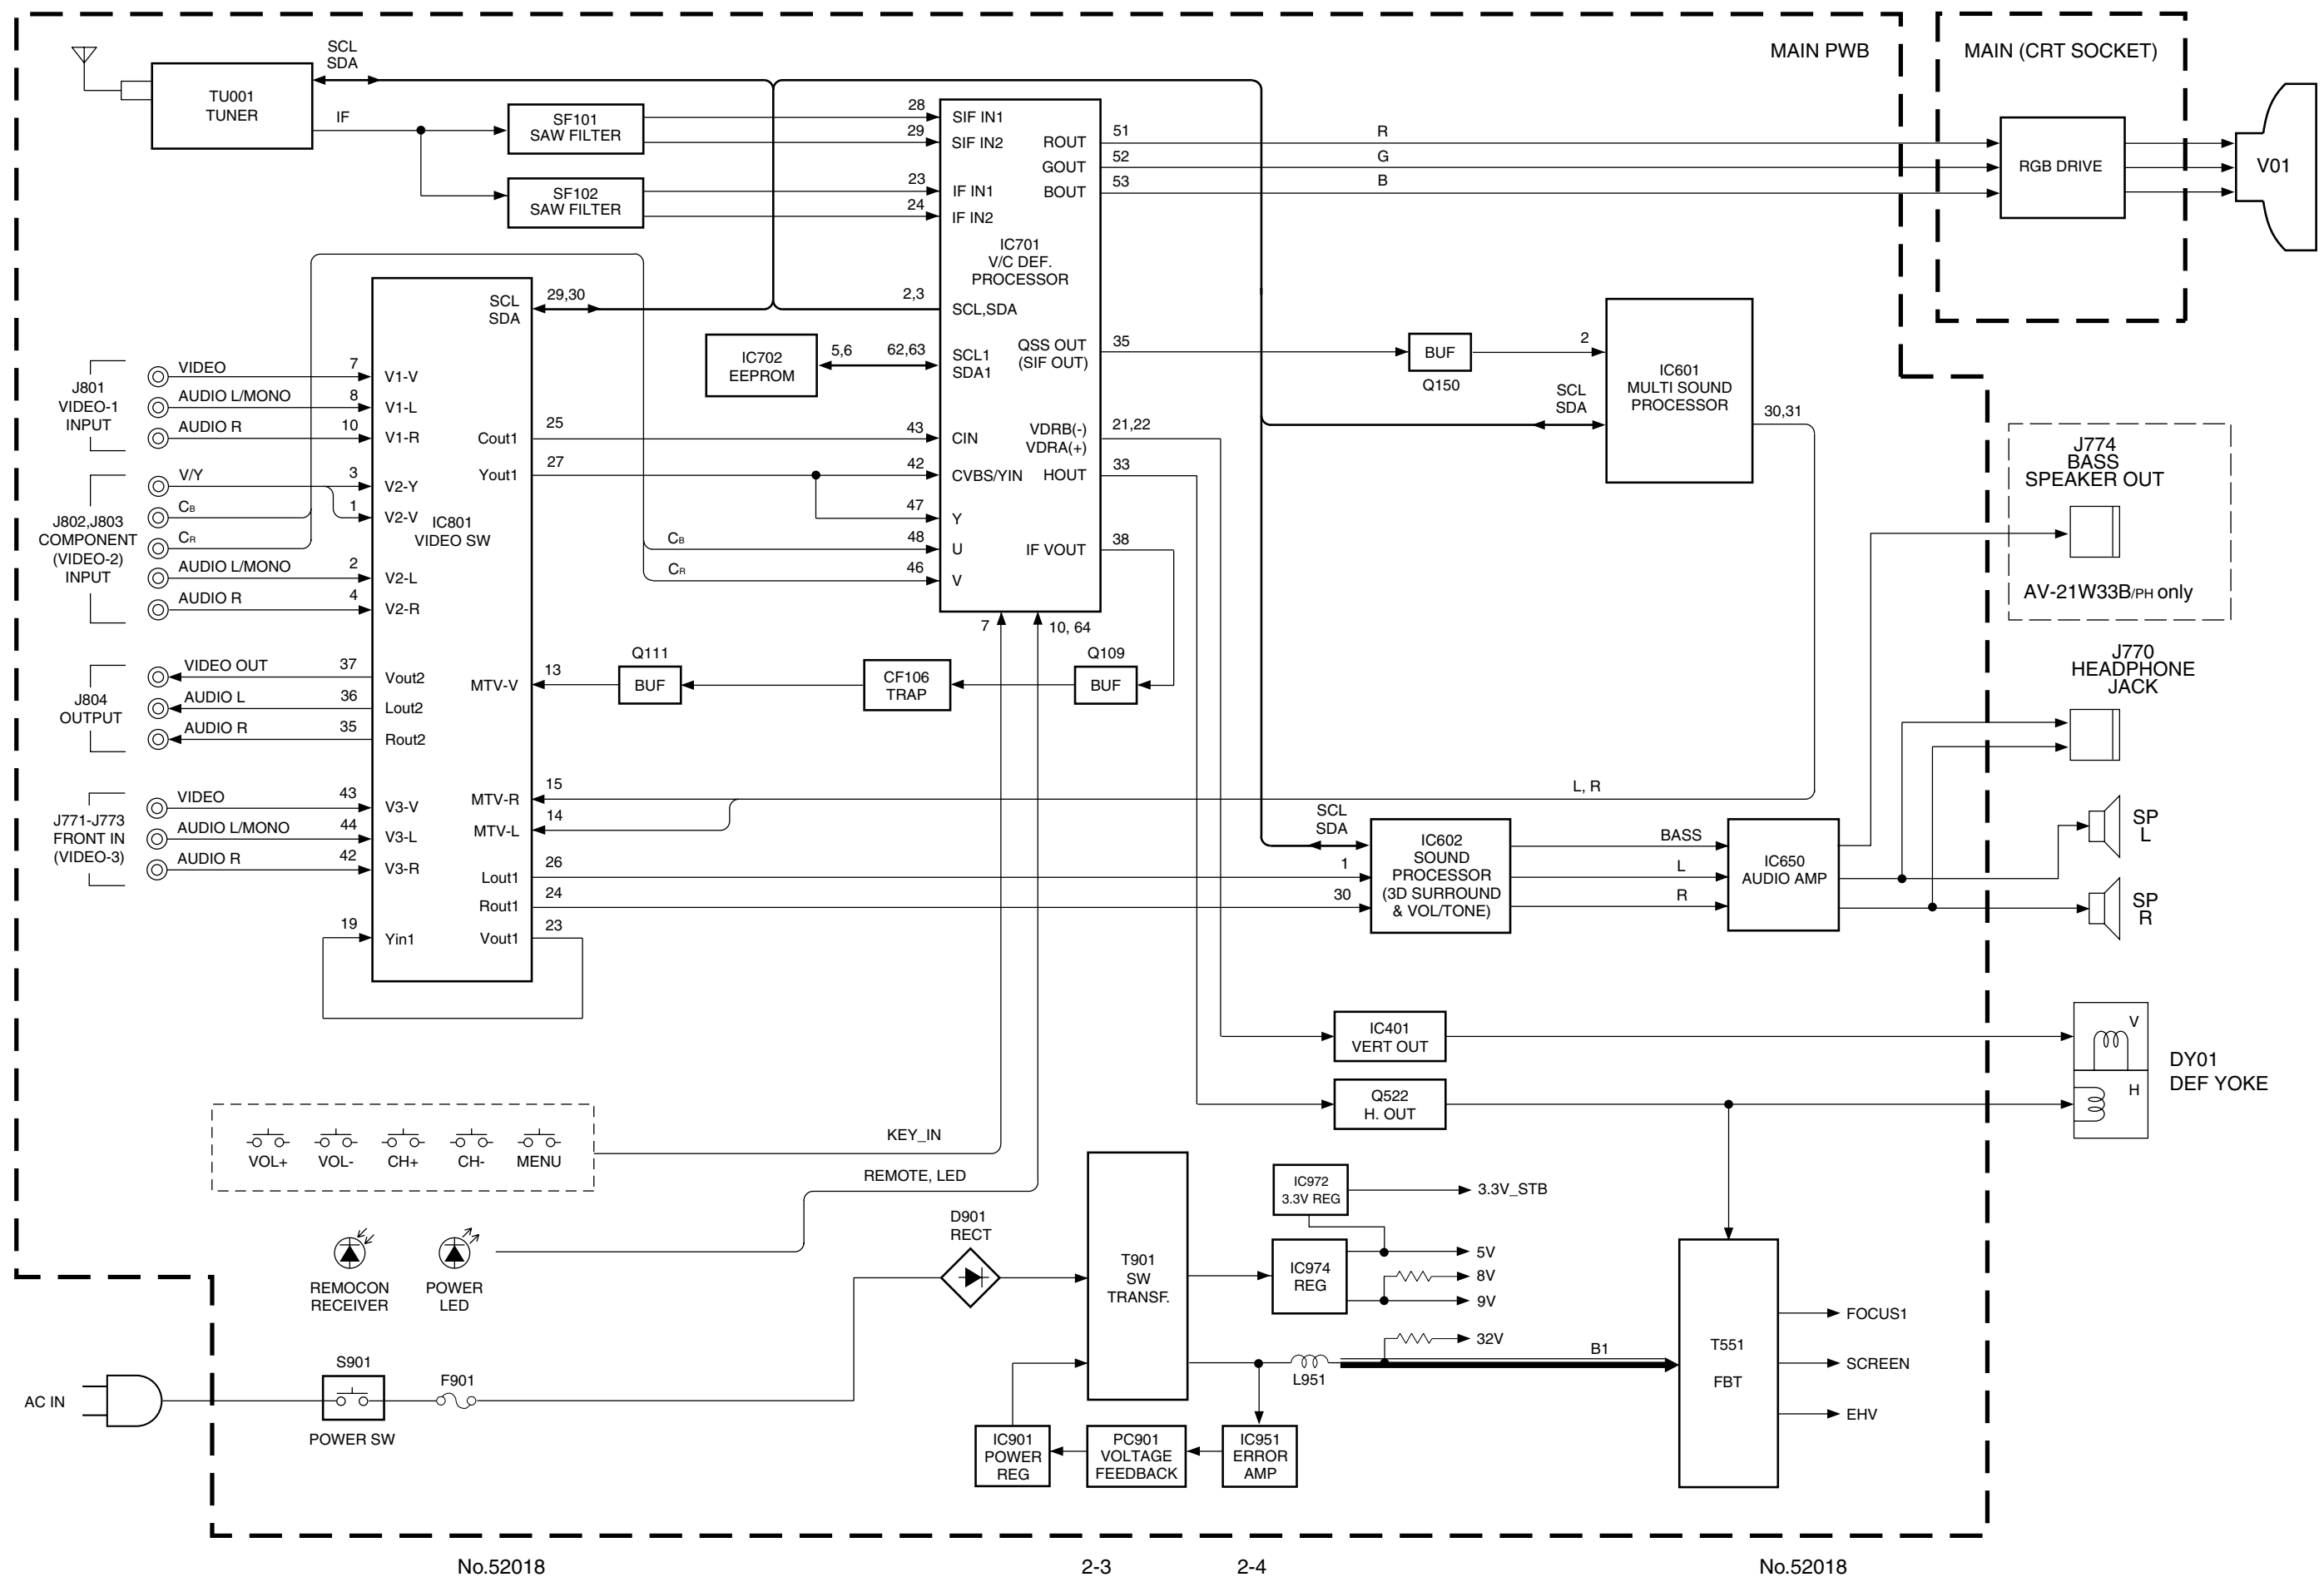 MAIN PWB
MAIN (CRT SOCKET)
SCL
SDA
TU001
TUNER
IF
SF101
SAW FILTER
SF102
SAW FILTER
28
29
23
24
SIF IN1
SIF IN2
IF IN1
IF IN2
IC701
V/C DEF.
PROCESSOR
ROUT
GOUT
BOUT
51
52
53
R
G
B
RGB DRIVE
V01
SCL
SDA
29,30
2,3
SCL,SDA
IC702
EEPROM
5,6
62,63
SCL1
SDA1
QSS OUT
(SIF OUT)
35
BUF
Q150
2
SCL
SDA
IC601
MULTI SOUND
PROCESSOR
30,31
J801
VIDEO-1
INPUT
VIDEO
AUDIO L/MONO
AUDIO R
7
8
10
V1-V
V1-L
V1-R
Cout1
25
43
CIN
VDRB(-)
VDRA(+)
21,22
Yout1
27
42
CVBS/YIN
HOUT
33
J802,J803
COMPONENT
(VIDEO-2)
INPUT
V/Y
CB
CR
AUDIO L/MONO
AUDIO R
3
1
2
4
V2-Y
V2-V
V2-L
V2-R
IC801
VIDEO SW
47
Y
CB
48
U
IF VOUT
38
CR
46
V
7
10, 64
J774
BASS
SPEAKER OUT
AV-21W33B/PH only
J770
HEADPHONE
JACK
J804
OUTPUT
VIDEO OUT
AUDIO L
AUDIO R
37
36
35
Vout2
Lout2
Rout2
MTV-V
13
Q111
BUF
CF106
TRAP
Q109
BUF
J771-J773
FRONT IN
(VIDEO-3)
VIDEO
AUDIO L/MONO
AUDIO R
43
44
42
V3-V
V3-L
V3-R
MTV-R
15
MTV-L
14
L, R
Lout1
26
Rout1
24
19
Yin1
Vout1
23
SCL
SDA
1
30
IC602
SOUND
PROCESSOR
(3D SURROUND
& VOL/TONE)
BASS
L
R
IC650
AUDIO AMP
SP
L
SP
R
IC401
VERT OUT
Q522
H. OUT
V
H
DY01
DEF YOKE
VOL+
VOL-
CH+
CH-
MENU
KEY_IN
REMOTE, LED
REMOCON
RECEIVER
POWER
LED
D901
RECT
T901
SW
TRANSF.
IC972
3.3V REG
3.3V_STB
IC974
REG
5V
8V
9V
32V
B1
L951
T551
FBT
FOCUS1
SCREEN
EHV
AC IN
S901
POWER SW
F901
IC901
POWER
REG
PC901
VOLTAGE
FEEDBACK
IC951
ERROR
AMP
No.52018
2-3
2-4
No.52018